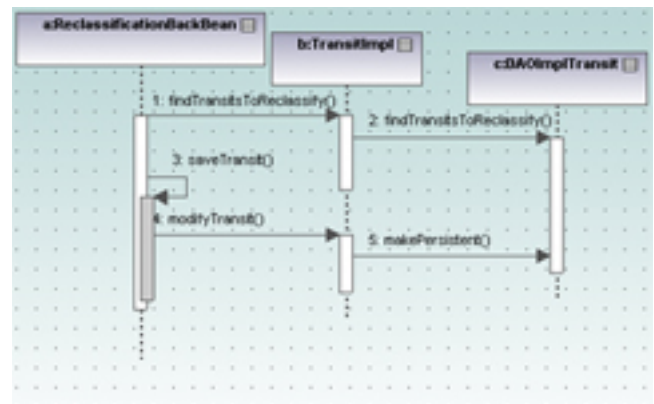 a:ReclassificationBackBean
b:TransitImpl
c:DAOImplTransit
1: findTransitsToReclassify()
2: findTransitsToReclassify()
3: saveTransit()
4: modifyTransit()
5: makePersistent()